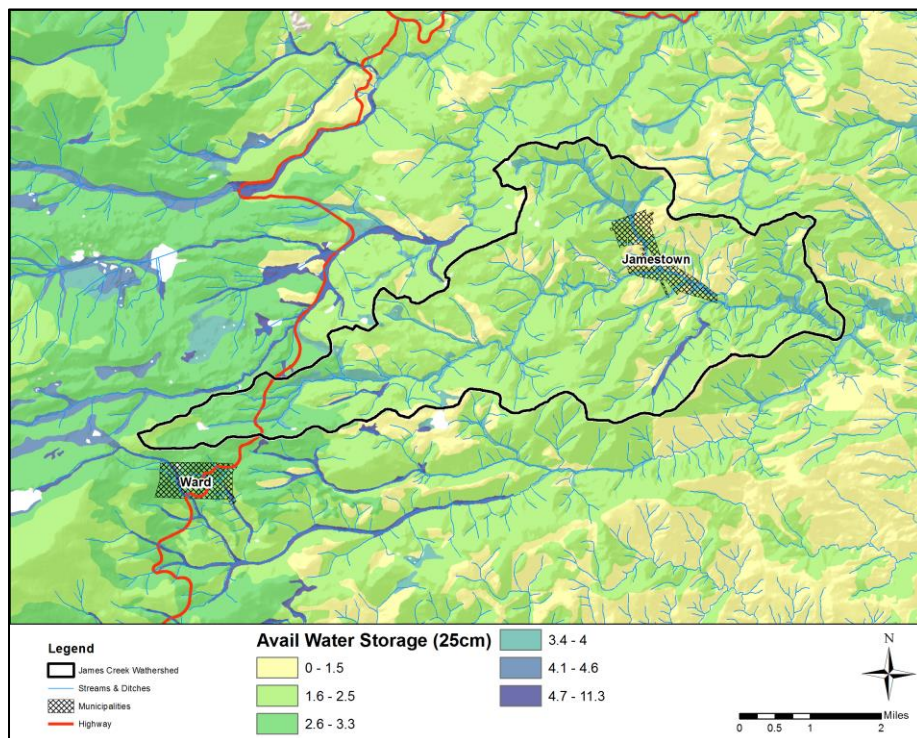 Jamestown
Ward
Legend
James Creek Wathershed
Streams & Ditches
Municipalities
Highway
Avail Water Storage (25cm)
0 - 1.5
1.6 - 2.5
2.6 - 3.3
3.4 - 4
4.1 - 4.6
4.7 - 11.3
N
Miles
0 0.5 1 2